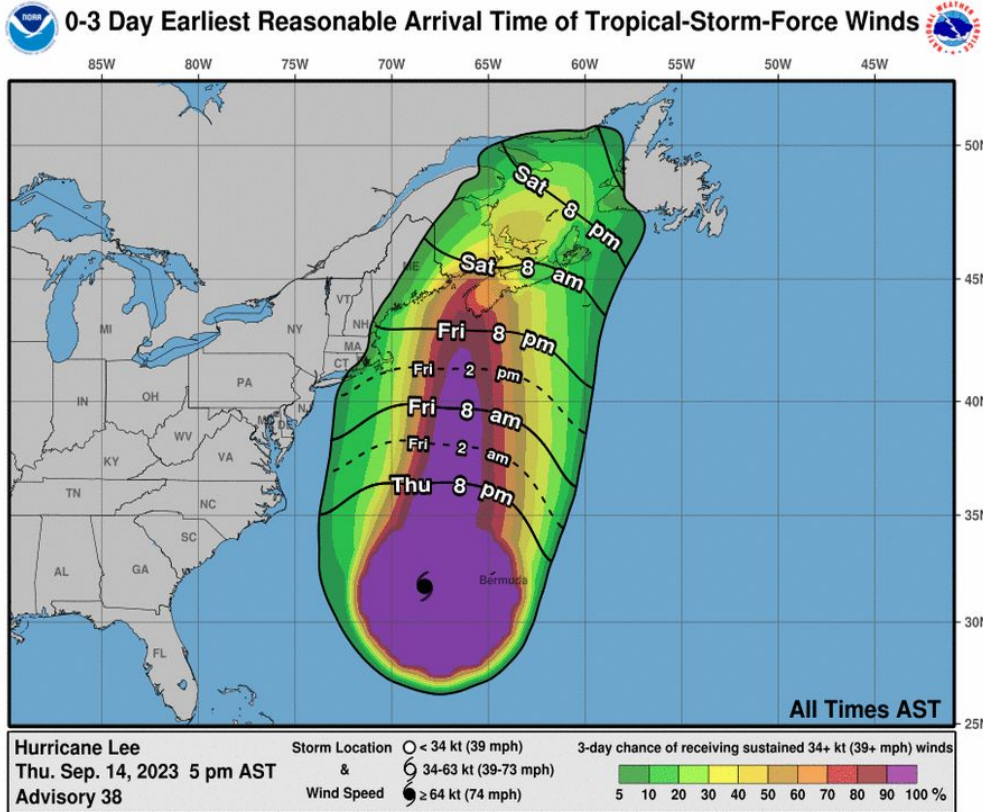 NOAA
0-3 Day Earliest Reasonable Arrival Time of Tropical-Storm-Force Winds
NATIONAL WEATHER SERVICE
85W 80W 75W 70W 65W 60W 55W 50W 45W
50N
Sat 8 pm
ME
Sat 8 am
45N
VT
NH
Fri 8 pm
MI
NY
MA
CT
Fri 2 pm
PA
IN
OH
40N
Fri 8 am
NJ
DE
WV
Fri 2 am
KY
VA
Thu 8 pm
TN
NC
35N
SC
AL
GA
Bermuda
30N
FL
All Times AST
25N
Hurricane Lee
Thu. Sep. 14, 2023 5 pm AST
Advisory 38
Storm Location
&
Wind Speed
< 34 kt (39 mph)
34-63 kt (39-73 mph)
≥ 64 kt (74 mph)
3-day chance of receiving sustained 34+ kt (39+ mph) winds
5 10 20 30 40 50 60 70 80 90 100 %